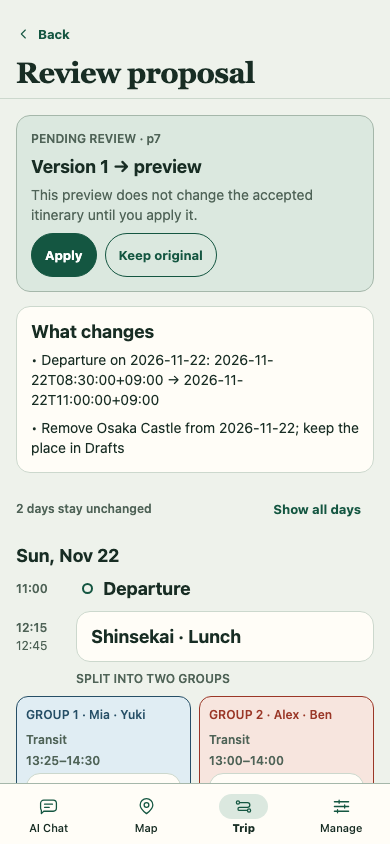 Back
Review proposal
PENDING REVIEW · p7
Version 1 → preview
This preview does not change the accepted
itinerary until you apply it.
Apply
Keep original
What changes
• Departure on 2026-11-22: 2026-11-
22T08:30:00+09:00 → 2026-11-
22T11:00:00+09:00
• Remove Osaka Castle from 2026-11-22; keep the
place in Drafts
2 days stay unchanged
Show all days
Sun, Nov 22
11:00
Departure
12:15
12:45
Shinsekai · Lunch
SPLIT INTO TWO GROUPS
GROUP 1 · Mia · Yuki
Transit
13:25–14:30
GROUP 2 · Alex · Ben
Transit
13:00–14:00
AI Chat
Map
Trip
Manage